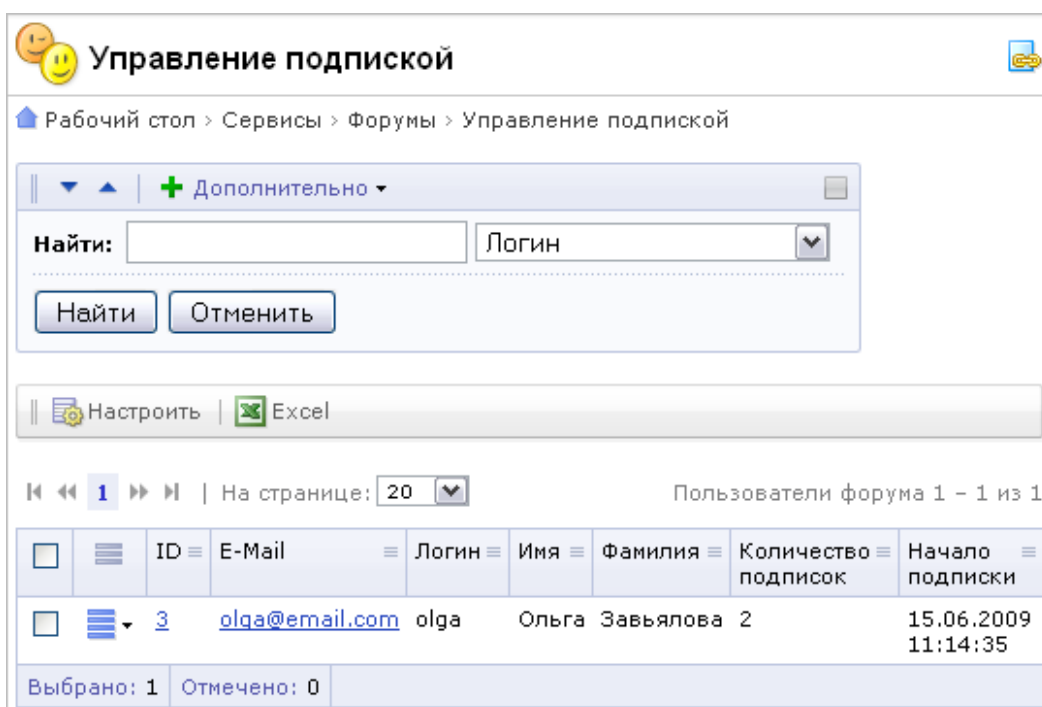 Управление подпиской
Рабочий стол > Сервисы > Форумы > Управление подпиской
Дополнительно
Найти: Логин
Найти Отменить
Настроить | Excel
1 | На странице: 20 Пользователи форума 1 – 1 из 1
ID E-Mail Логин Имя Фамилия Количество подписок Начало подписки
3 olga@email.com olga Ольга Завьялова 2 15.06.2009 11:14:35
Выбрано: 1 Отмечено: 0